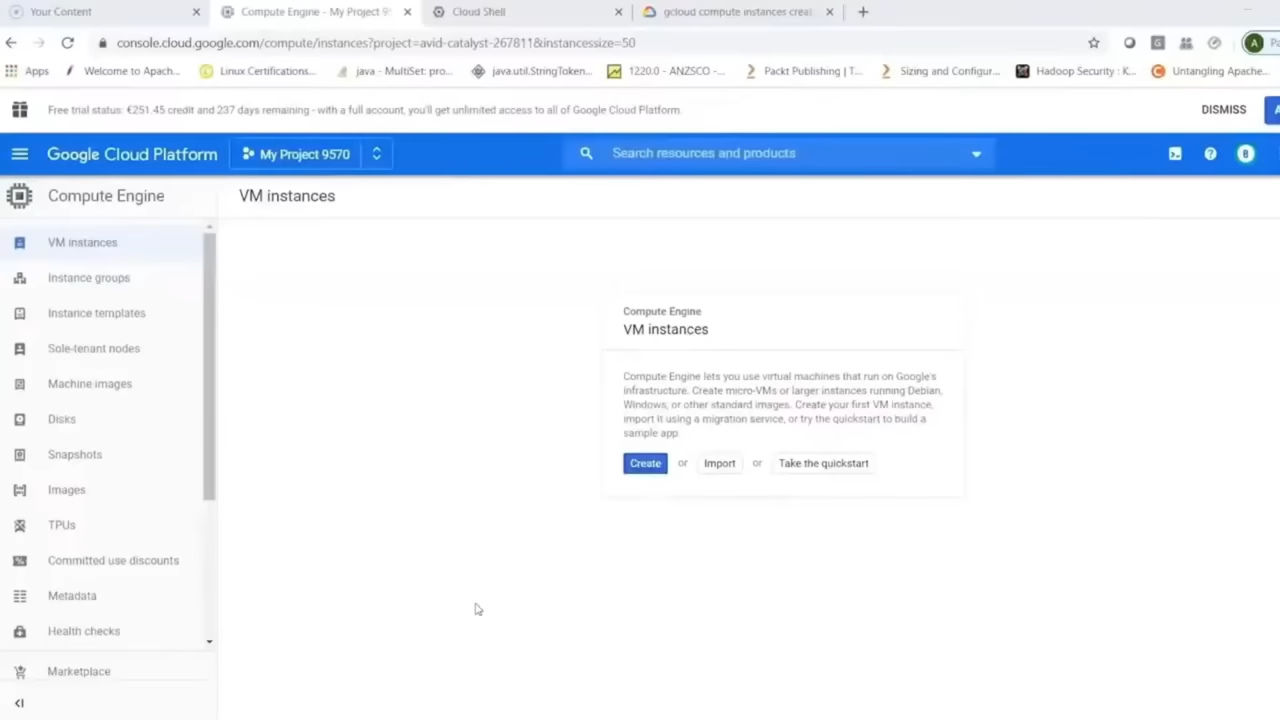 Your Content
Compute Engine - My Project 95
Cloud Shell
gcloud compute instances creat
console.cloud.google.com/compute/instances?project=avid-catalyst-267811&instancessize=50
A
Pa
Apps
Welcome to Apach...
Linux Certifications...
java - MultiSet: pro...
java.util.StringToken...
1220.0 - ANZSCO -...
Packt Publishing | T...
Sizing and Configur...
Hadoop Security : K...
Untangling Apache...
Free trial status: €251.45 credit and 237 days remaining - with a full account, you'll get unlimited access to all of Google Cloud Platform.
DISMISS
Google Cloud Platform
My Project 9570
Search resources and products
8
Compute Engine
VM instances
VM instances
Instance groups
Instance templates
Sole-tenant nodes
Machine images
Disks
Snapshots
Images
TPUs
Committed use discounts
Metadata
Health checks
Marketplace
Compute Engine
VM instances
Compute Engine lets you use virtual machines that run on Google's
infrastructure. Create micro-VMs or larger instances running Debian,
Windows, or other standard images. Create your first VM instance,
import it using a migration service, or try the quickstart to build a
sample app.
Create or Import or Take the quickstart